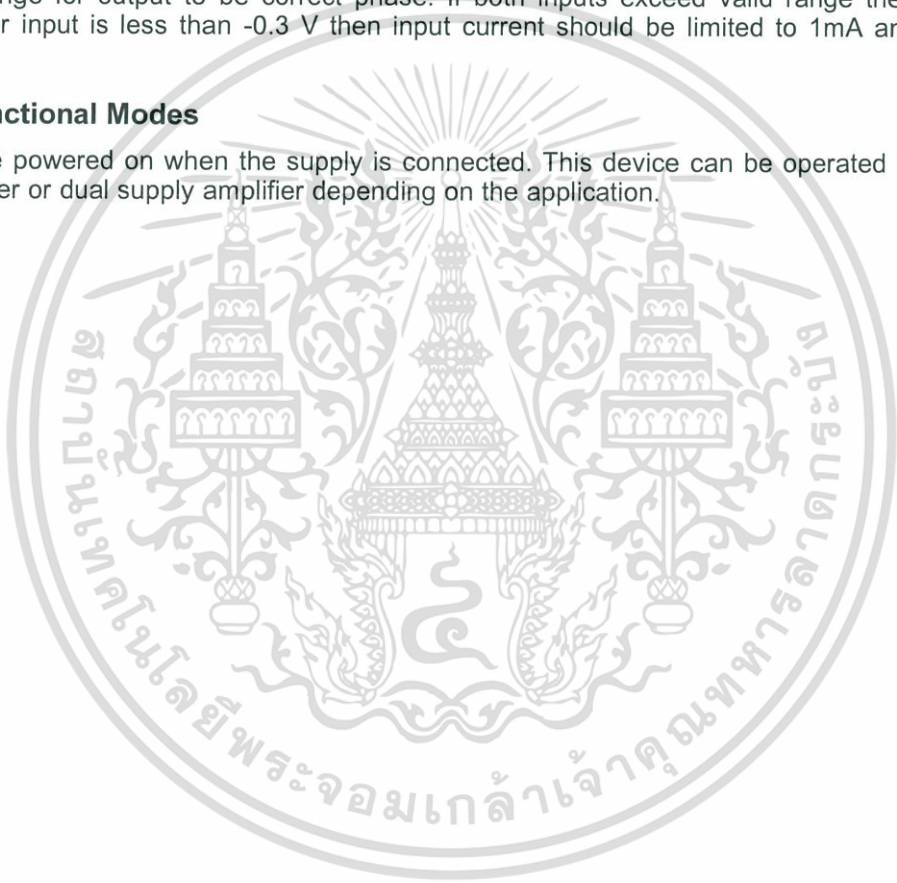 nge for output to be correct phase. If both inputs exceed valid range the
r input is less than -0.3 V then input current should be limited to 1mA an
nctional Modes
e powered on when the supply is connected. This device can be operated
er or dual supply amplifier depending on the application.
สถาบันเทคโนโลยีพระจอมเกล้าเจ้าคุณทหารลาดกระบัง